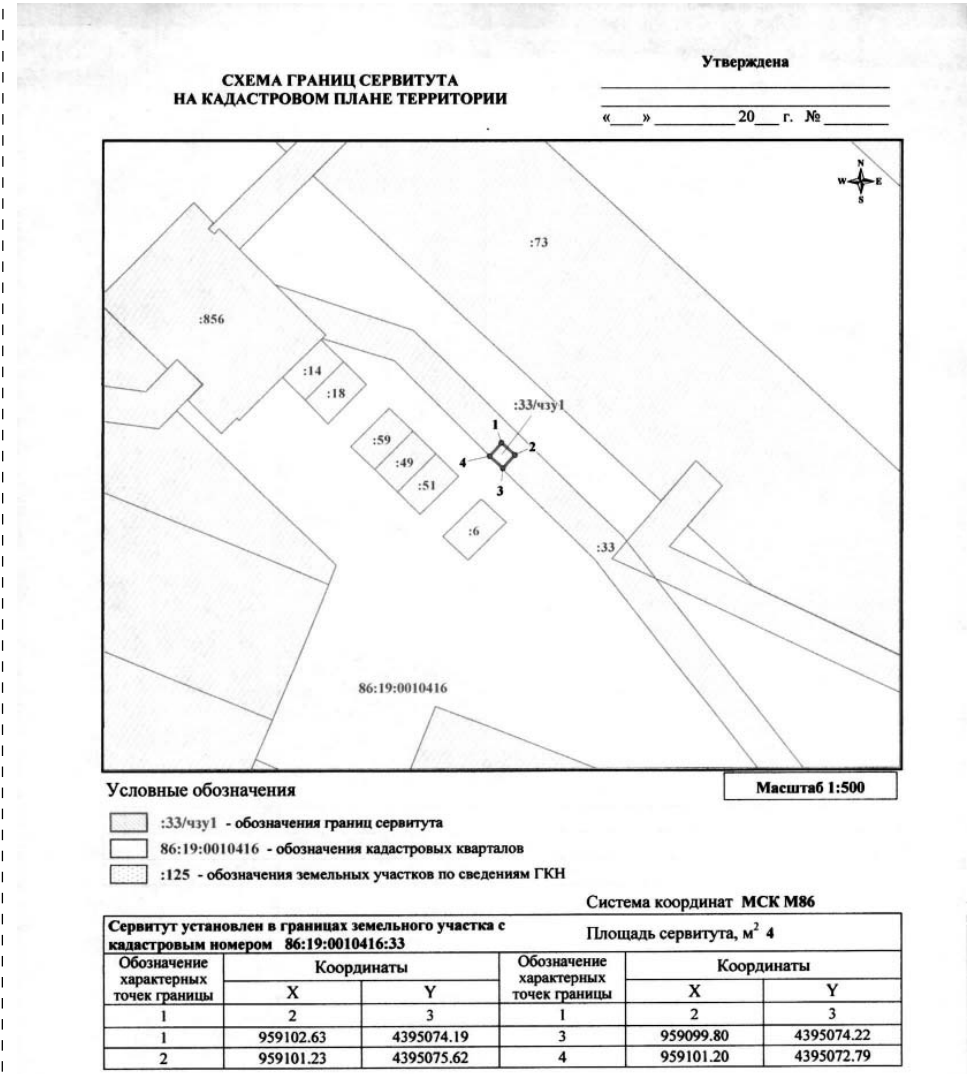 Утверждена
СХЕМА ГРАНИЦ СЕРВИТУТА
НА КАДАСТРОВОМ ПЛАНЕ ТЕРРИТОРИИ
«____» ___________ 20___ г. № ________
N
W E
S
:73
:856
:14
:18
:33/чзу1
1
:59
2
:49
4
:51
3
:6
:33
86:19:0010416
Условные обозначения
Масштаб 1:500
:33/чзу1 - обозначения границ сервитута
86:19:0010416 - обозначения кадастровых кварталов
:125 - обозначения земельных участков по сведениям ГКН
Система координат МСК М86
Сервитут установлен в границах земельного участка с
кадастровым номером 86:19:0010416:33
Площадь сервитута, м2 4
Обозначение
характерных
точек границы
Координаты
Обозначение
характерных
точек границы
Координаты
X Y X Y
1 2 3 1 2 3
1 959102.63 4395074.19 3 959099.80 4395074.22
2 959101.23 4395075.62 4 959101.20 4395072.79